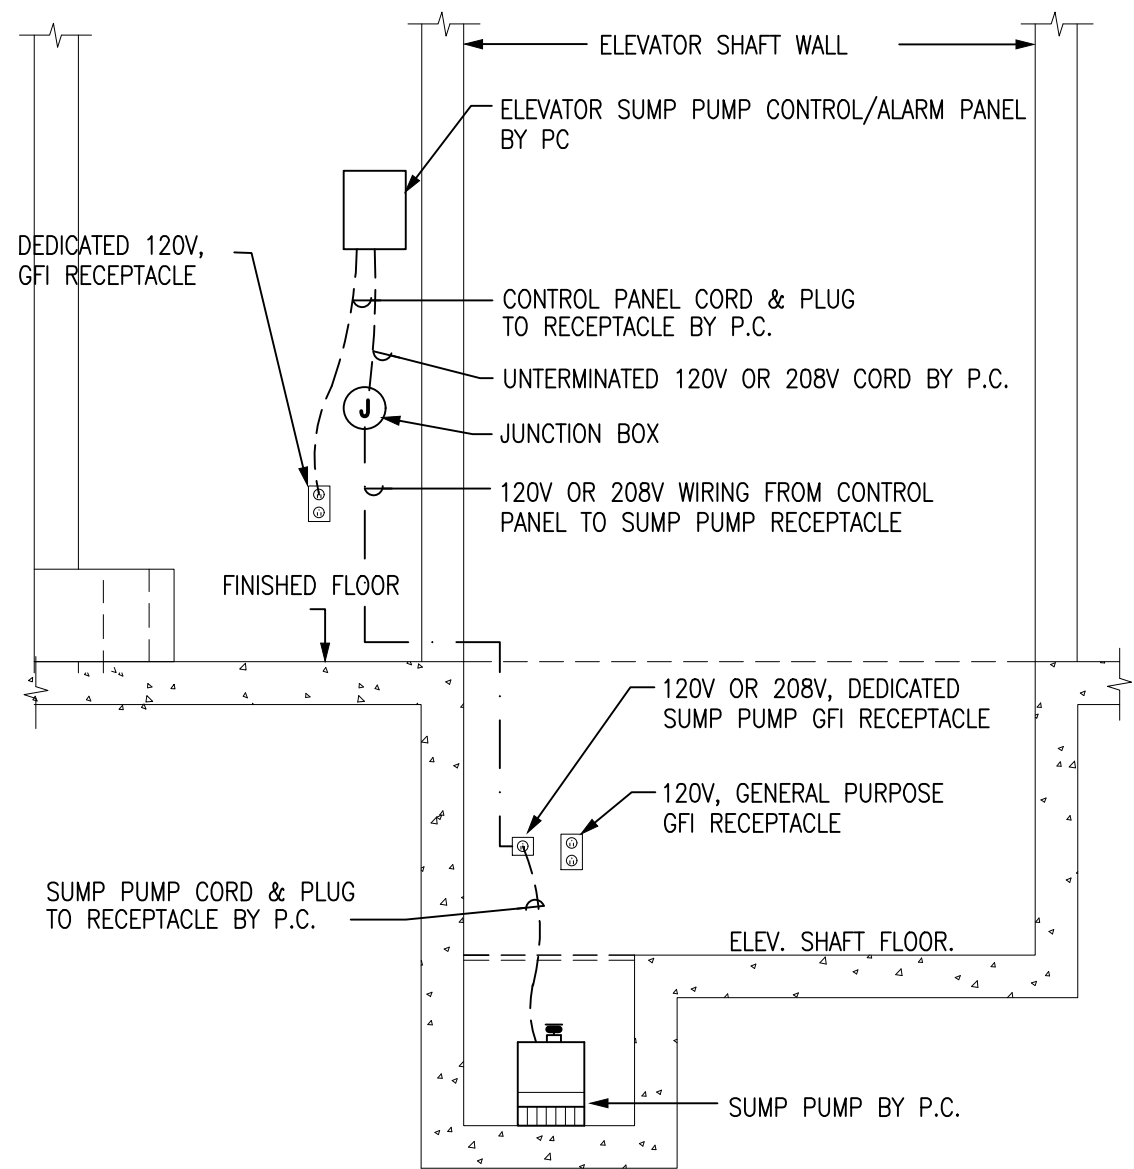 ELEVATOR SHAFT WALL
ELEVATOR SUMP PUMP CONTROL/ALARM PANEL
BY PC
DEDICATED 120V,
GFI RECEPTACLE
CONTROL PANEL CORD & PLUG
TO RECEPTACLE BY P.C.
UNTERMINATED 120V OR 208V CORD BY P.C.
J
JUNCTION BOX
120V OR 208V WIRING FROM CONTROL
PANEL TO SUMP PUMP RECEPTACLE
FINISHED FLOOR
120V OR 208V, DEDICATED
SUMP PUMP GFI RECEPTACLE
120V, GENERAL PURPOSE
GFI RECEPTACLE
SUMP PUMP CORD & PLUG
TO RECEPTACLE BY P.C.
ELEV. SHAFT FLOOR.
SUMP PUMP BY P.C.